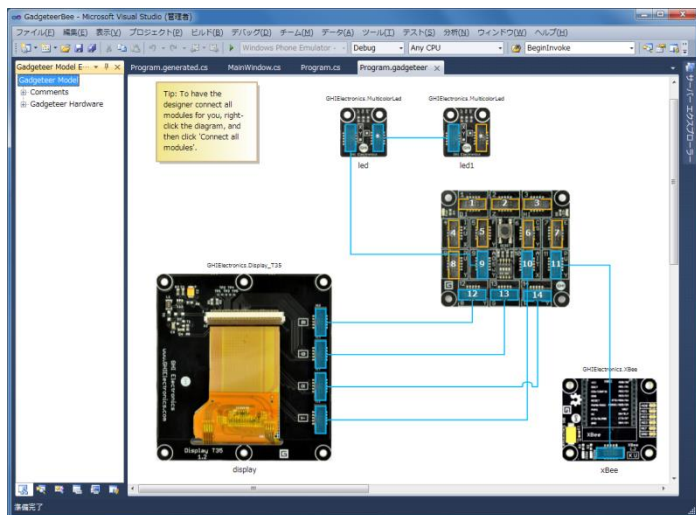 GadgeteerBee - Microsoft Visual Studio (管理者)
ファイル(F) 編集(E) 表示(V) プロジェクト(P) ビルド(B) デバッグ(D) チーム(M) データ(A) ツール(T) テスト(S) 分析(N) ウィンドウ(W) ヘルプ(H)
Windows Phone Emulator Debug Any CPU BeginInvoke
Gadgeteer Model E...
Program.generated.cs MainWindow.cs Program.cs Program.gadgeteer
Gadgeteer Model
Comments
Gadgeteer Hardware
サーバー エクスプローラー
Tip: To have the
designer connect all
modules for you, right-
click the diagram, and
then click 'Connect all
modules'.
GHIElectronics.MulticolorLed GHIElectronics.MulticolorLed
led led1
1 2 3
4 5 6 7
8 9 10 11
12 13 14
GHIElectronics.Display_T35
www.GHIElectronics.com
GHI Electronics
Display T35
1.2
G
display
GHIElectronics.XBee
XBee
xBee
準備完了